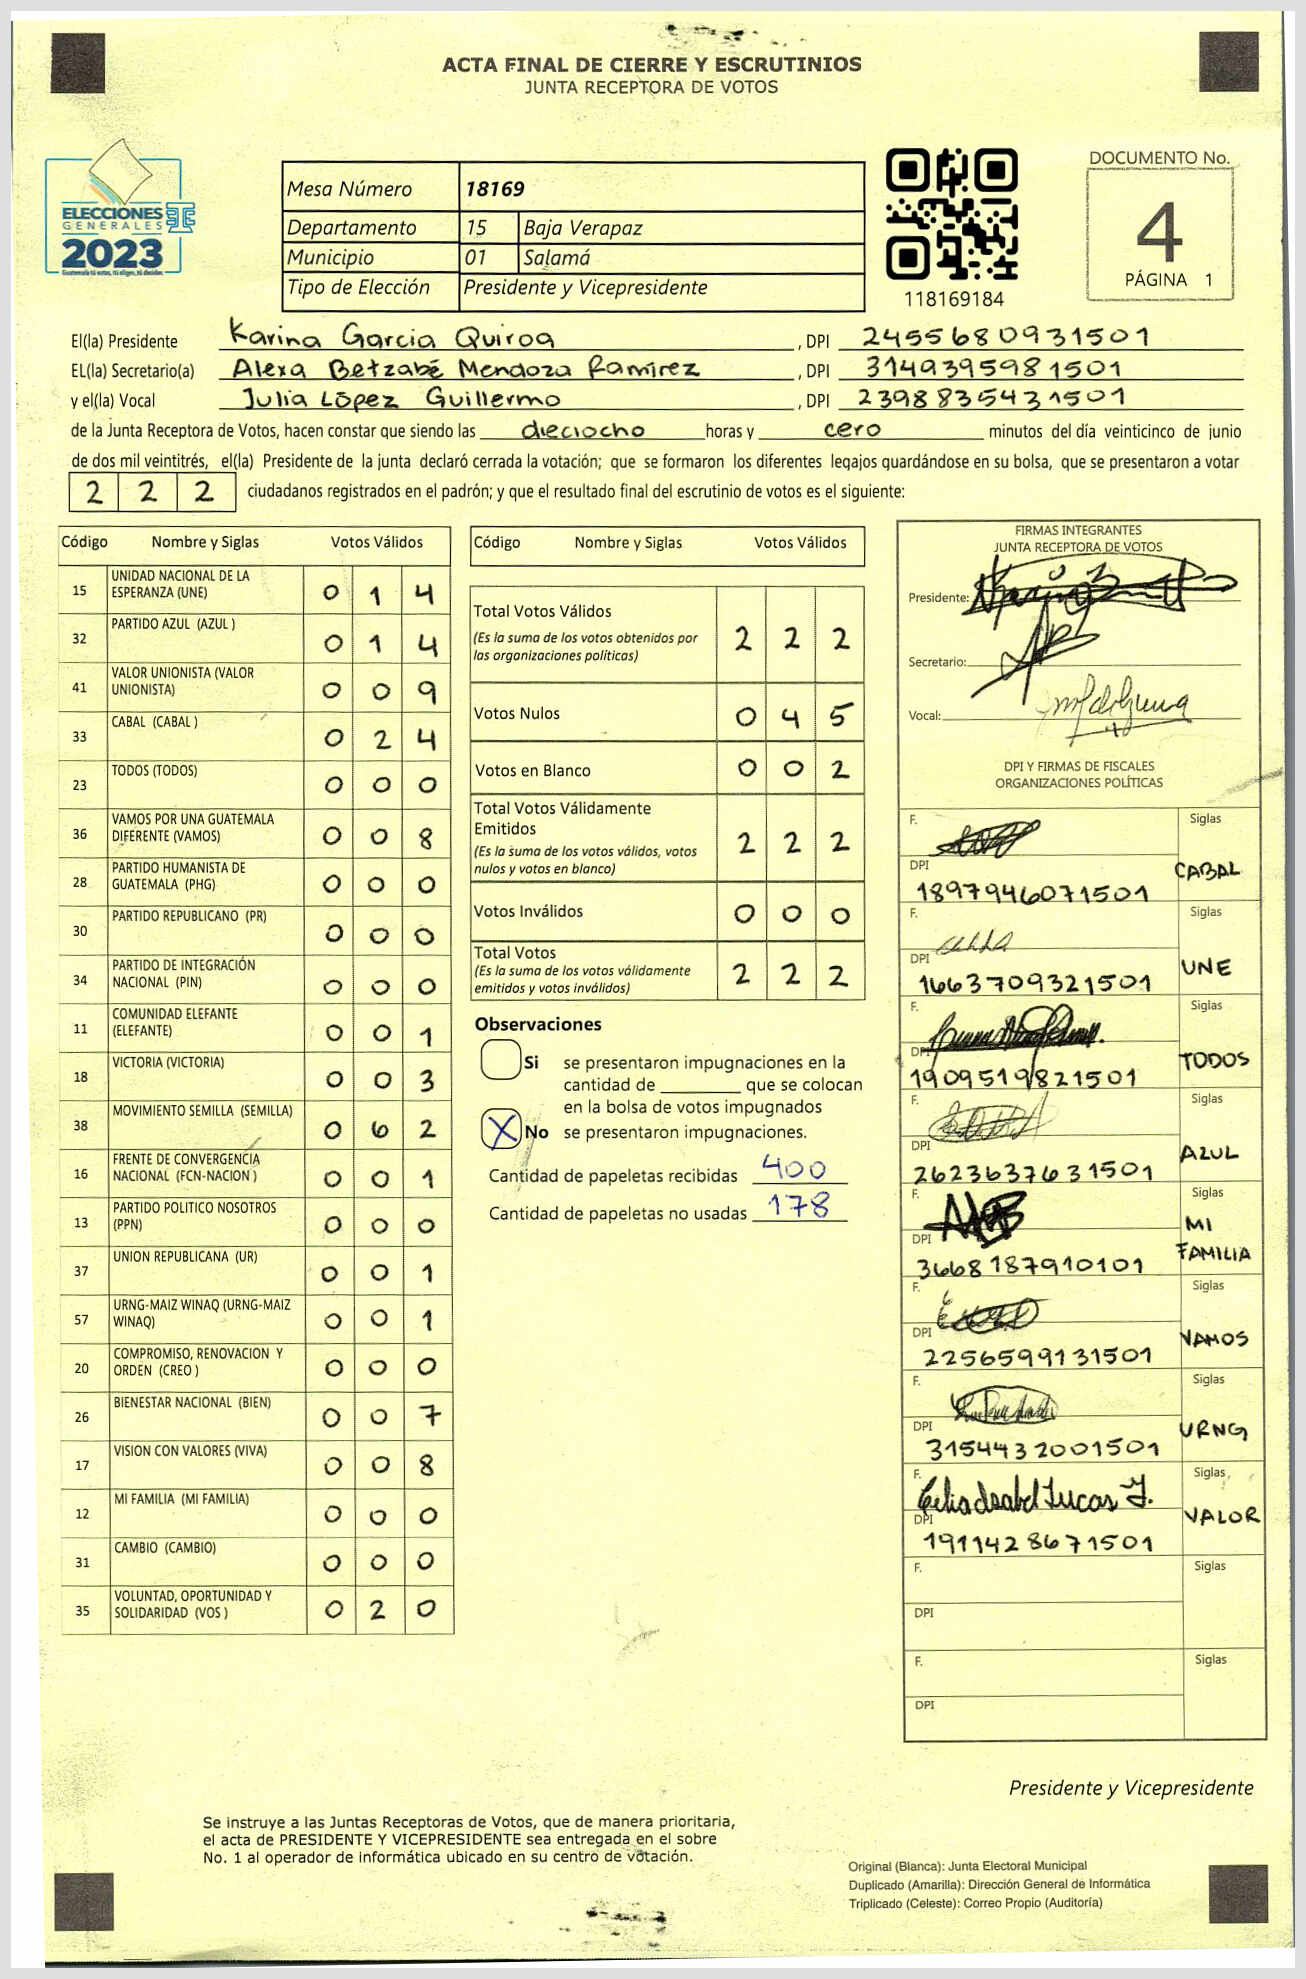 ACTA FINAL DE CIERRE Y ESCRUTINIOS
JUNTA RECEPTORA DE VOTOS
ELECCIONES
GENERALES
2023
Guatemala tú votas, tú eliges, tú decides.
Mesa Número 18169
Departamento 15 Baja Verapaz
Municipio 01 Salamá
Tipo de Elección Presidente y Vicepresidente
118169184
DOCUMENTO No.
4
PÁGINA 1
El(la) Presidente Karina Garcia Quiroa, DPI 2455680931501
EL(la) Secretario(a) Alexa Betzabé Mendoza Ramírez, DPI 3149395981501
y el(la) Vocal Julia López Guillermo, DPI 2398835431501
de la Junta Receptora de Votos, hacen constar que siendo las dieciocho horas y cero minutos del día veinticinco de junio
de dos mil veintitrés, el(la) Presidente de la junta declaró cerrada la votación; que se formaron los diferentes legajos guardándose en su bolsa, que se presentaron a votar
2 2 2 ciudadanos registrados en el padrón; y que el resultado final del escrutinio de votos es el siguiente:
Código Nombre y Siglas Votos Válidos
15 UNIDAD NACIONAL DE LA
ESPERANZA (UNE) 0 1 4
32 PARTIDO AZUL (AZUL ) 0 1 4
41 VALOR UNIONISTA (VALOR
UNIONISTA) 0 0 9
33 CABAL (CABAL ) 0 2 4
23 TODOS (TODOS) 0 0 0
36 VAMOS POR UNA GUATEMALA
DIFERENTE (VAMOS) 0 0 8
28 PARTIDO HUMANISTA DE
GUATEMALA (PHG) 0 0 0
30 PARTIDO REPUBLICANO (PR) 0 0 0
34 PARTIDO DE INTEGRACIÓN
NACIONAL (PIN) 0 0 0
11 COMUNIDAD ELEFANTE
(ELEFANTE) 0 0 1
18 VICTORIA (VICTORIA) 0 0 3
38 MOVIMIENTO SEMILLA (SEMILLA) 0 6 2
16 FRENTE DE CONVERGENCIA
NACIONAL (FCN-NACION ) 0 0 1
13 PARTIDO POLITICO NOSOTROS
(PPN) 0 0 0
37 UNION REPUBLICANA (UR) 0 0 1
57 URNG-MAIZ WINAQ (URNG-MAIZ
WINAQ) 0 0 1
20 COMPROMISO, RENOVACION Y
ORDEN (CREO ) 0 0 0
26 BIENESTAR NACIONAL (BIEN) 0 0 7
17 VISION CON VALORES (VIVA) 0 0 8
12 MI FAMILIA (MI FAMILIA) 0 0 0
31 CAMBIO (CAMBIO) 0 0 0
35 VOLUNTAD, OPORTUNIDAD Y
SOLIDARIDAD (VOS ) 0 2 0
Código Nombre y Siglas Votos Válidos
Total Votos Válidos
(Es la suma de los votos obtenidos por
las organizaciones políticas) 2 2 2
Votos Nulos 0 4 5
Votos en Blanco 0 0 2
Total Votos Válidamente
Emitidos
(Es la suma de los votos válidos, votos
nulos y votos en blanco) 2 2 2
Votos Inválidos 0 0 0
Total Votos
(Es la suma de los votos válidamente
emitidos y votos inválidos) 2 2 2
Observaciones
Si se presentaron impugnaciones en la
cantidad de ________ que se colocan
en la bolsa de votos impugnados
X No se presentaron impugnaciones.
Cantidad de papeletas recibidas 400
Cantidad de papeletas no usadas 178
FIRMAS INTEGRANTES
JUNTA RECEPTORA DE VOTOS
Presidente:
Secretario:
Vocal:
DPI Y FIRMAS DE FISCALES
ORGANIZACIONES POLÍTICAS
F. Siglas
DPI CABAL
1897946071501
F. Siglas
DPI UNE
1663709321501
F. Siglas
DPI TODOS
1909519821501
F. Siglas
DPI AZUL
2623637631501
F. Siglas
DPI MI FAMILIA
3668187910101
F. Siglas
DPI VAMOS
2256599131501
F. Siglas
DPI URNG
3154432001501
F. Siglas
Celia Isabel Lucas J.
DPI VALOR
1911428671501
F. Siglas
DPI
F. Siglas
DPI
Presidente y Vicepresidente
Se instruye a las Juntas Receptoras de Votos, que de manera prioritaria,
el acta de PRESIDENTE Y VICEPRESIDENTE sea entregada en el sobre
No. 1 al operador de informática ubicado en su centro de votación.
Original (Blanca): Junta Electoral Municipal
Duplicado (Amarilla): Dirección General de Informática
Triplicado (Celeste): Correo Propio (Auditoría)